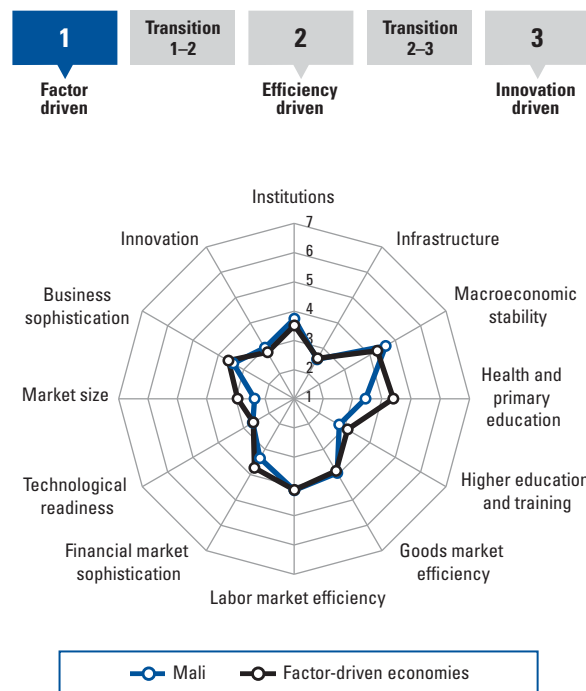 1
Transition
1–2
2
Transition
2–3
3
Factor
driven
Efficiency
driven
Innovation
driven
Institutions
7
Innovation
6
Infrastructure
5
Business
sophistication
4
Macroeconomic
stability
3
2
Market size
1
Health and
primary
education
Technological
readiness
Higher education
and training
Financial market
sophistication
Goods market
efficiency
Labor market efficiency
Mali
Factor-driven economies